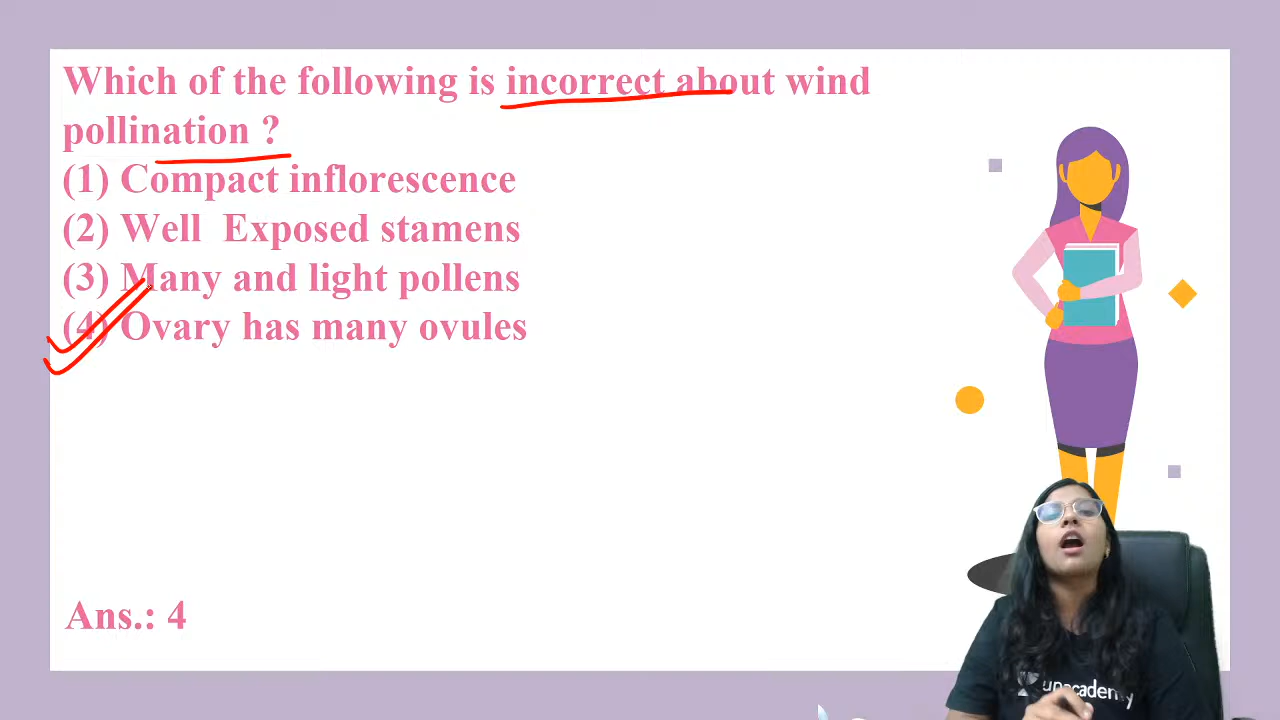 Which of the following is incorrect about wind
pollination ?
(1) Compact inflorescence
(2) Well Exposed stamens
(3) Many and light pollens
(4) Ovary has many ovules
Ans.: 4
unacademy